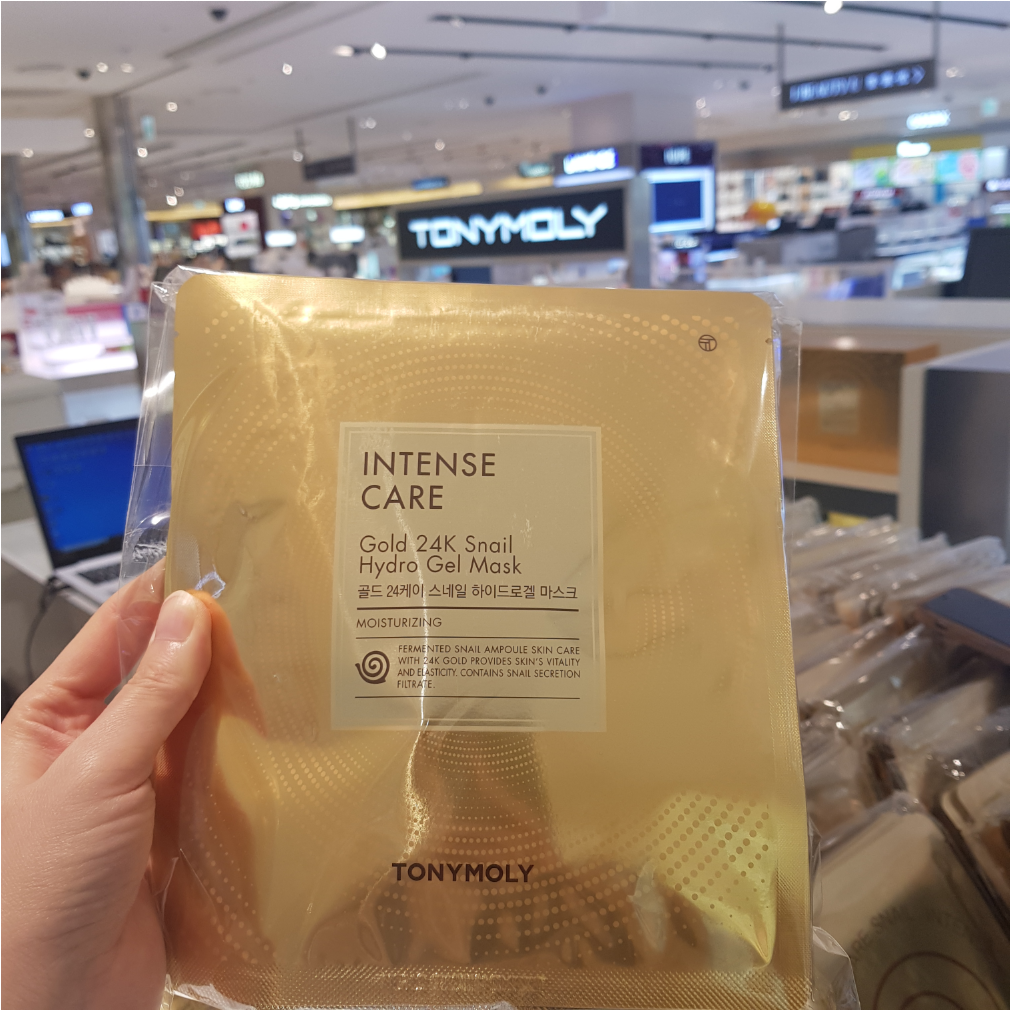 TONYMOLY
INTENSE
CARE
Gold 24K Snail
Hydro Gel Mask
골드 24케이 스네일 하이드로겔 마스크
MOISTURIZING
FERMENTED SNAIL AMPOULE SKIN CARE
WITH 24K GOLD PROVIDES SKIN'S VITALITY
AND ELASTICITY. CONTAINS SNAIL SECRETION
FILTRATE.
TONYMOLY